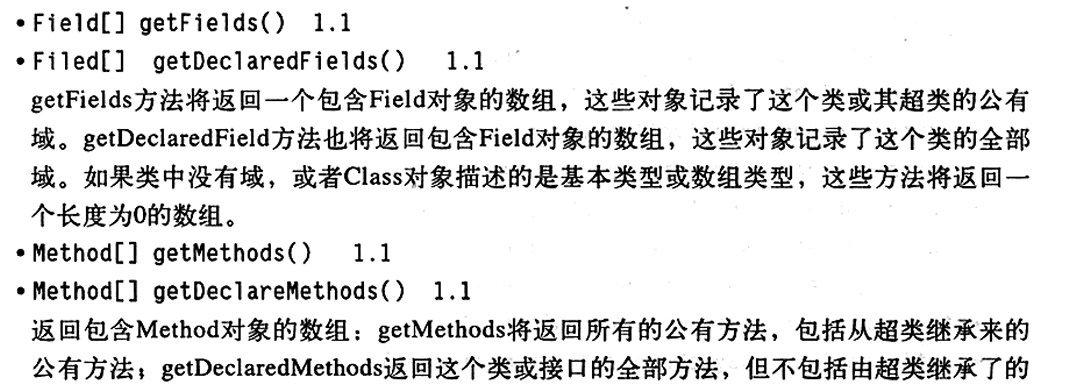 • Field[] getFields() 1.1
• Filed[] getDeclaredFields() 1.1
getFields方法将返回一个包含Field对象的数组，这些对象记录了这个类或其超类的公有
域。getDeclaredField方法也将返回包含Field对象的数组，这些对象记录了这个类的全部
域。如果类中没有域，或者Class对象描述的是基本类型或数组类型，这些方法将返回一
个长度为0的数组。
• Method[] getMethods() 1.1
• Method[] getDeclareMethods() 1.1
返回包含Method对象的数组：getMethods将返回所有的公有方法，包括从超类继承来的
公有方法；getDeclaredMethods返回这个类或接口的全部方法，但不包括由超类继承了的